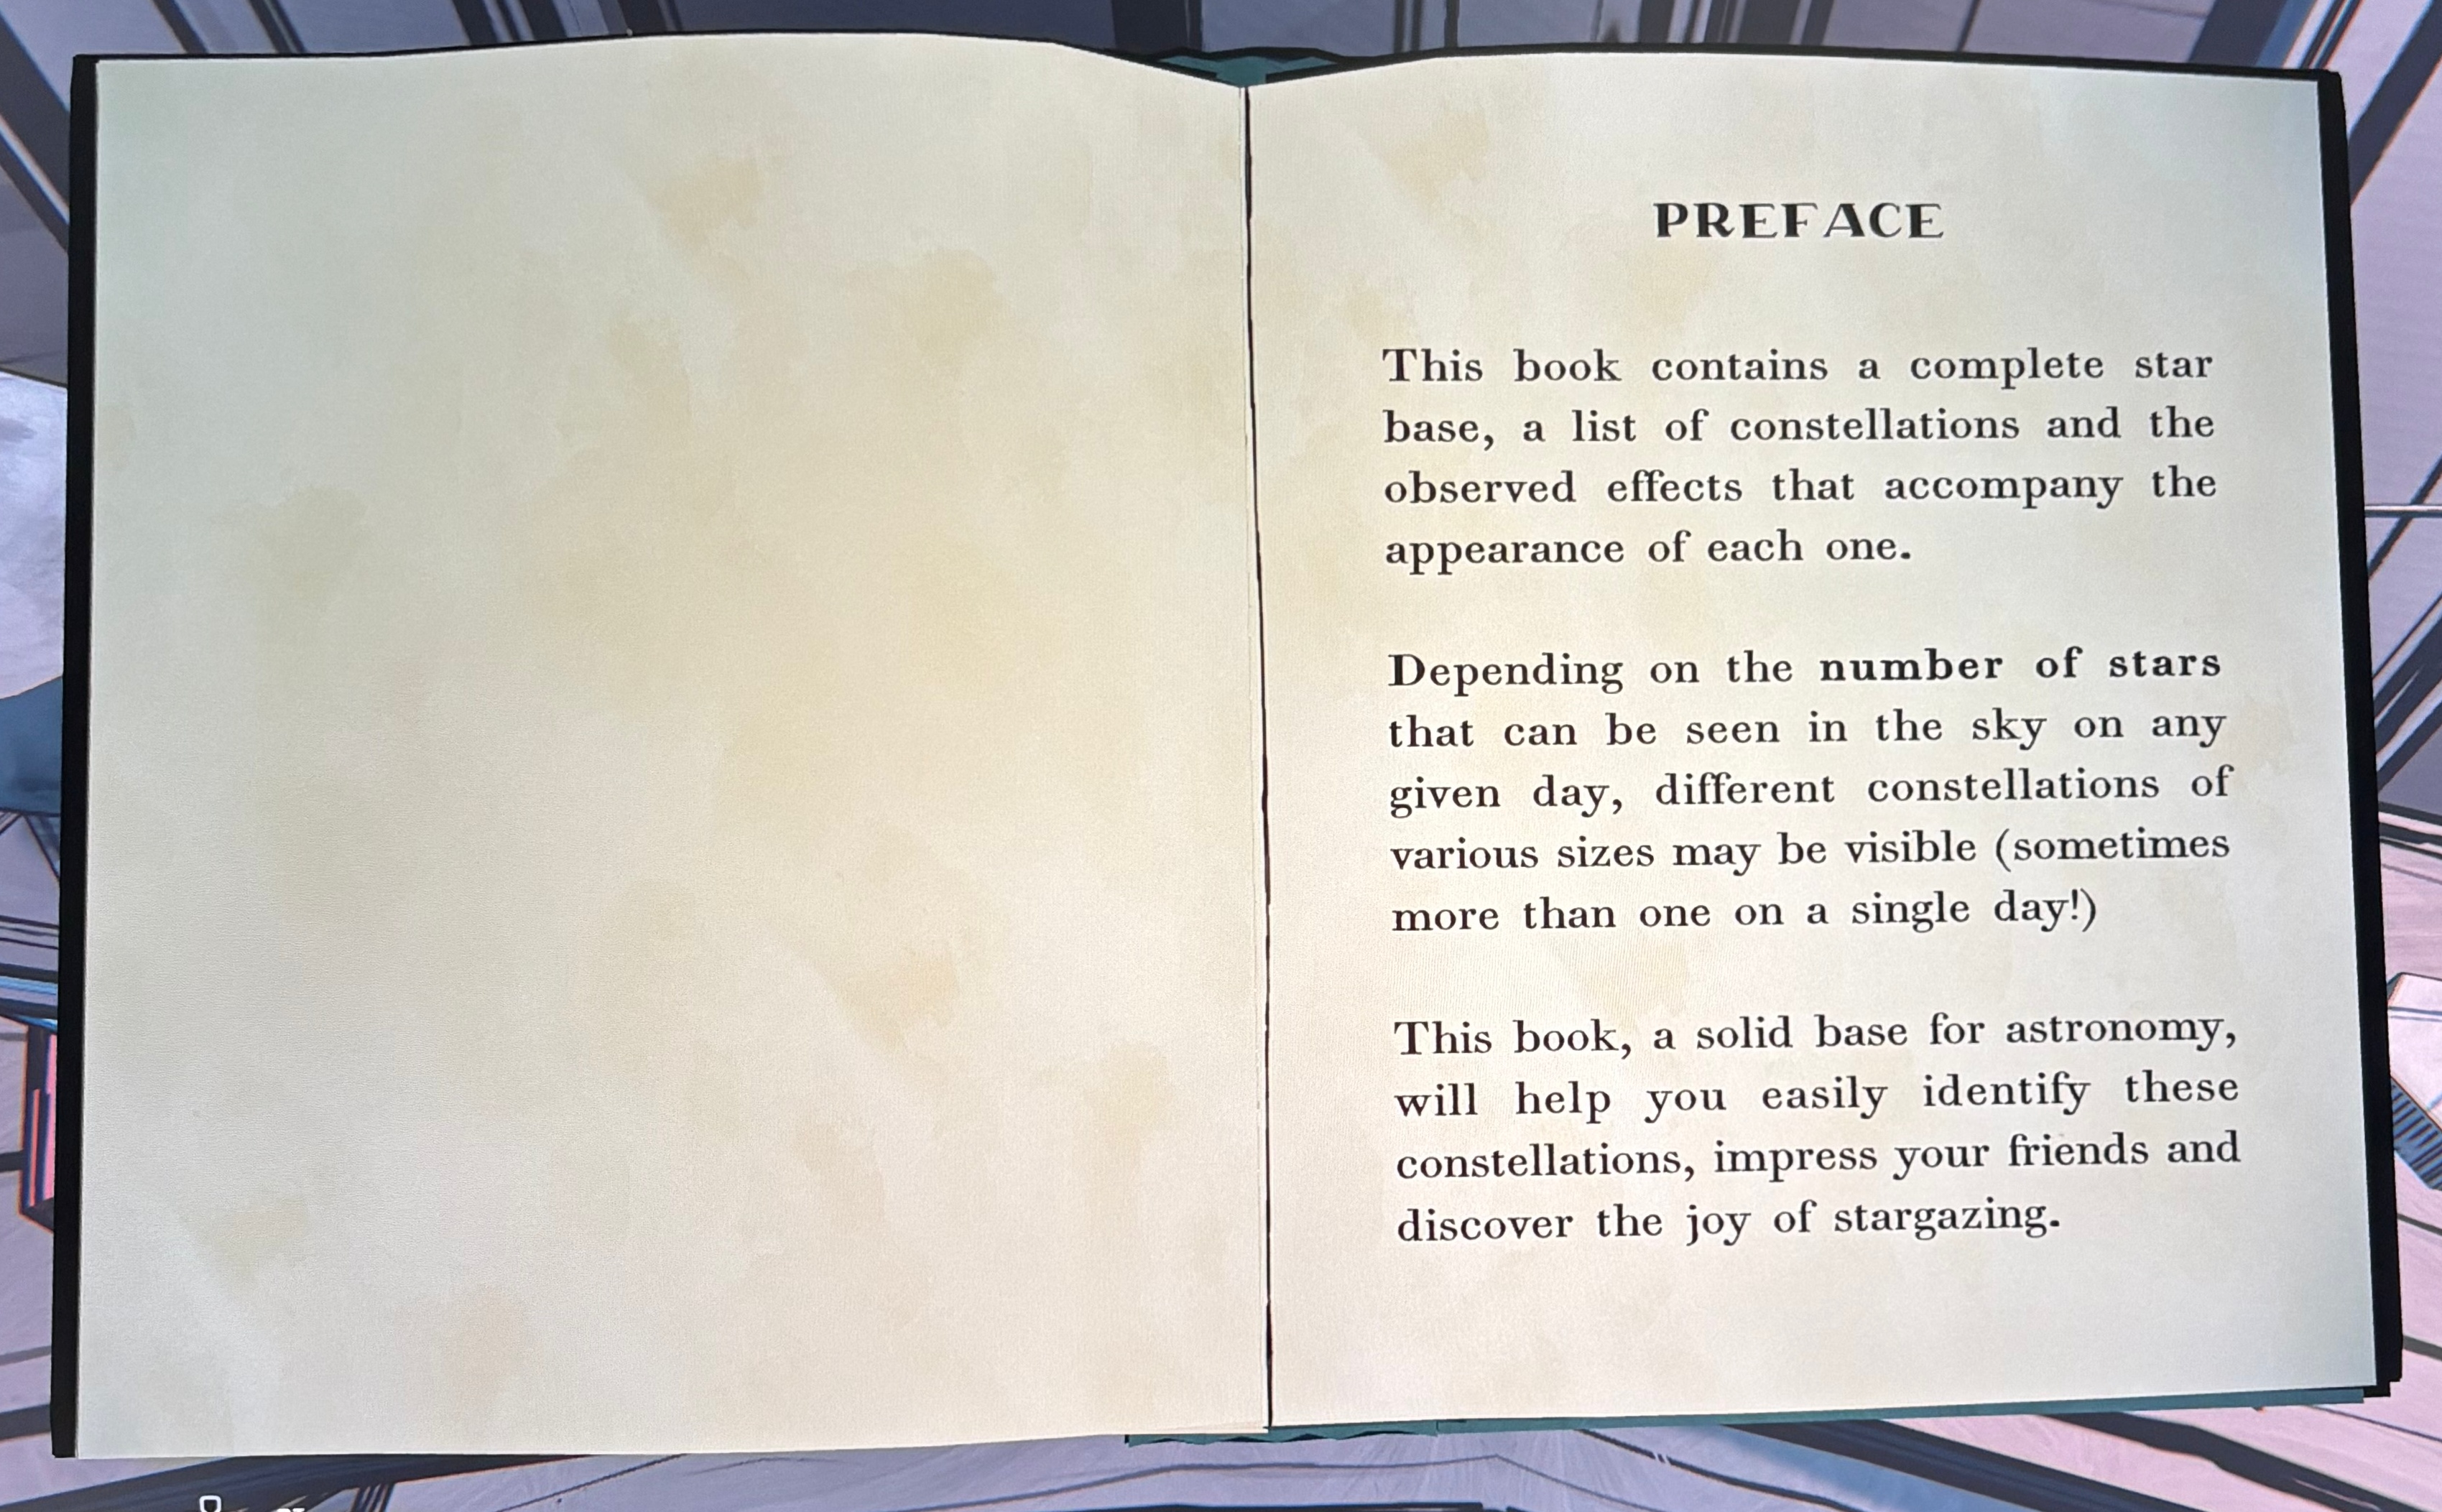 PREFACE
This book contains a complete star
base, a list of constellations and the
observed effects that accompany the
appearance of each one.
Depending on the number of stars
that can be seen in the sky on any
given day, different constellations of
various sizes may be visible (sometimes
more than one on a single day!)
This book, a solid base for astronomy,
will help you easily identify these
constellations, impress your friends and
discover the joy of stargazing.